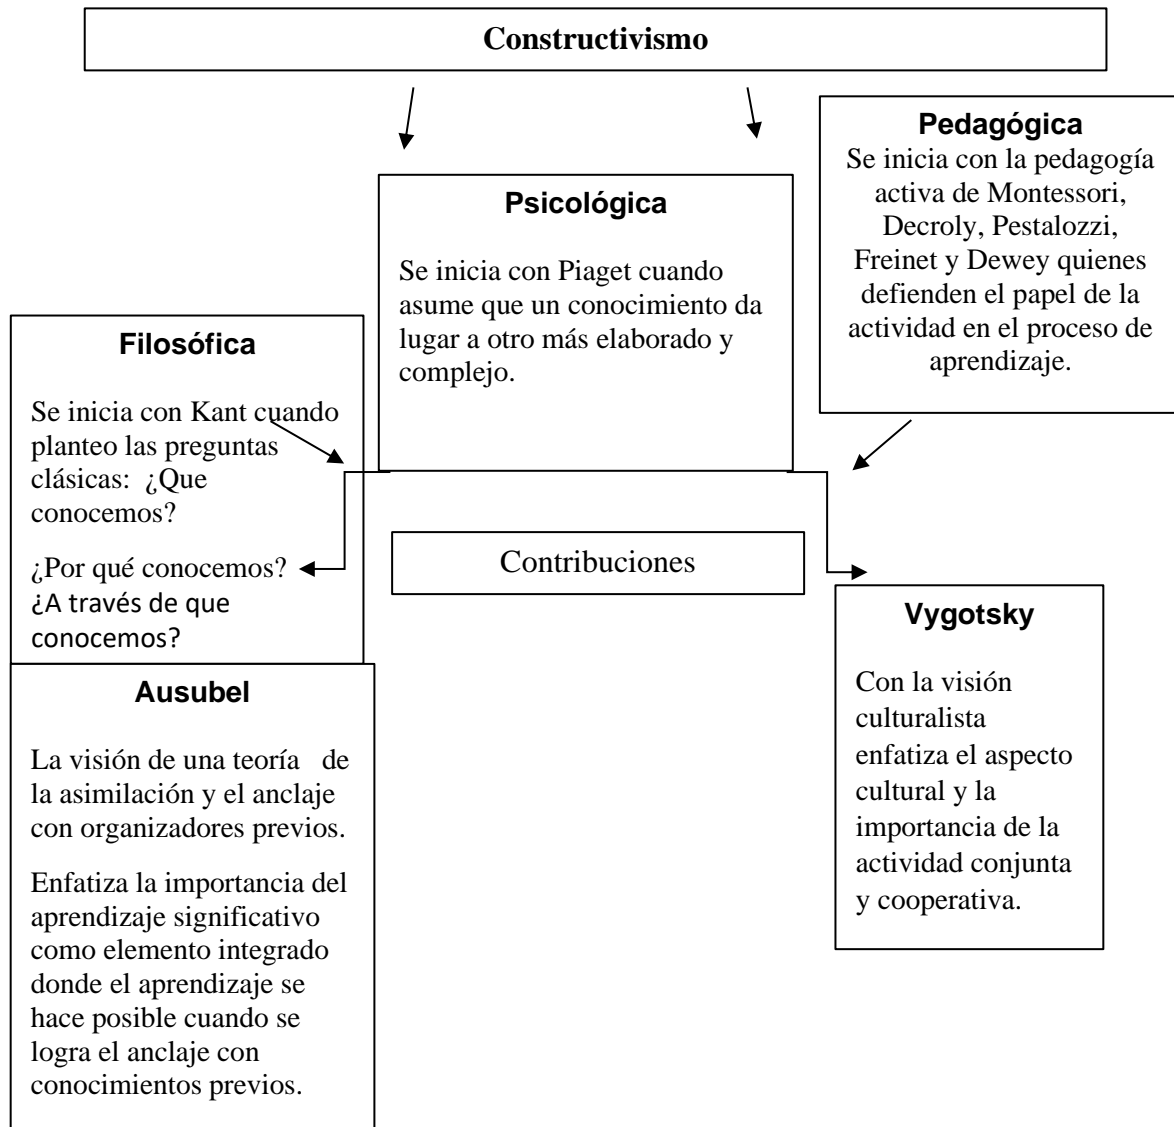 Constructivismo
Pedagógica
Se inicia con la pedagogía
activa de Montessori,
Decroly, Pestalozzi,
Freinet y Dewey quienes
defienden el papel de la
actividad en el proceso de
aprendizaje.
Psicológica
Se inicia con Piaget cuando
asume que un conocimiento da
lugar a otro más elaborado y
complejo.
Filosófica
Se inicia con Kant cuando
planteo las preguntas
clásicas: ¿Que
conocemos?
¿Por qué conocemos?
¿A través de que
conocemos?
Contribuciones
Ausubel
La visión de una teoría de
la asimilación y el anclaje
con organizadores previos.
Enfatiza la importancia del
aprendizaje significativo
como elemento integrado
donde el aprendizaje se
hace posible cuando se
logra el anclaje con
conocimientos previos.
Vygotsky
Con la visión
culturalista
enfatiza el aspecto
cultural y la
importancia de la
actividad conjunta
y cooperativa.